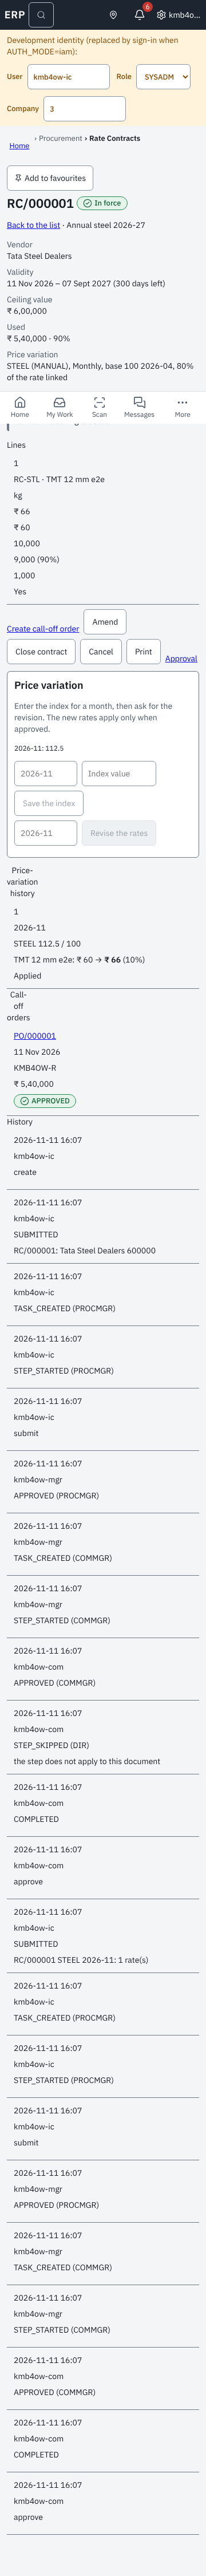 ERP
6
kmb4o...
Development identity (replaced by sign-in when AUTH_MODE=iam):
User kmb4ow-ic Role SYSADM
Company 3
Home › Procurement › Rate Contracts
Add to favourites
RC/000001 In force
Back to the list · Annual steel 2026-27
Vendor
Tata Steel Dealers
Validity
11 Nov 2026 – 07 Sept 2027 (300 days left)
Ceiling value
₹ 6,00,000
Used
₹ 5,40,000 · 90%
Price variation
STEEL (MANUAL), Monthly, base 100 2026-04, 80% of the rate linked
Home My Work Scan Messages More
Lines
1
RC-STL · TMT 12 mm e2e
kg
₹ 66
₹ 60
10,000
9,000 (90%)
1,000
Yes
Create call-off order Amend
Close contract Cancel Print Approval
Price variation
Enter the index for a month, then ask for the revision. The new rates apply only when approved.
2026-11: 112.5
2026-11 Index value
Save the index
2026-11 Revise the rates
Price-variation history
1
2026-11
STEEL 112.5 / 100
TMT 12 mm e2e: ₹ 60 → ₹ 66 (10%)
Applied
Call-off orders
PO/000001
11 Nov 2026
KMB4OW-R
₹ 5,40,000
APPROVED
History
2026-11-11 16:07
kmb4ow-ic
create
2026-11-11 16:07
kmb4ow-ic
SUBMITTED
RC/000001: Tata Steel Dealers 600000
2026-11-11 16:07
kmb4ow-ic
TASK_CREATED (PROCMGR)
2026-11-11 16:07
kmb4ow-ic
STEP_STARTED (PROCMGR)
2026-11-11 16:07
kmb4ow-ic
submit
2026-11-11 16:07
kmb4ow-mgr
APPROVED (PROCMGR)
2026-11-11 16:07
kmb4ow-mgr
TASK_CREATED (COMMGR)
2026-11-11 16:07
kmb4ow-mgr
STEP_STARTED (COMMGR)
2026-11-11 16:07
kmb4ow-com
APPROVED (COMMGR)
2026-11-11 16:07
kmb4ow-com
STEP_SKIPPED (DIR)
the step does not apply to this document
2026-11-11 16:07
kmb4ow-com
COMPLETED
2026-11-11 16:07
kmb4ow-com
approve
2026-11-11 16:07
kmb4ow-ic
SUBMITTED
RC/000001 STEEL 2026-11: 1 rate(s)
2026-11-11 16:07
kmb4ow-ic
TASK_CREATED (PROCMGR)
2026-11-11 16:07
kmb4ow-ic
STEP_STARTED (PROCMGR)
2026-11-11 16:07
kmb4ow-ic
submit
2026-11-11 16:07
kmb4ow-mgr
APPROVED (PROCMGR)
2026-11-11 16:07
kmb4ow-mgr
TASK_CREATED (COMMGR)
2026-11-11 16:07
kmb4ow-mgr
STEP_STARTED (COMMGR)
2026-11-11 16:07
kmb4ow-com
APPROVED (COMMGR)
2026-11-11 16:07
kmb4ow-com
COMPLETED
2026-11-11 16:07
kmb4ow-com
approve